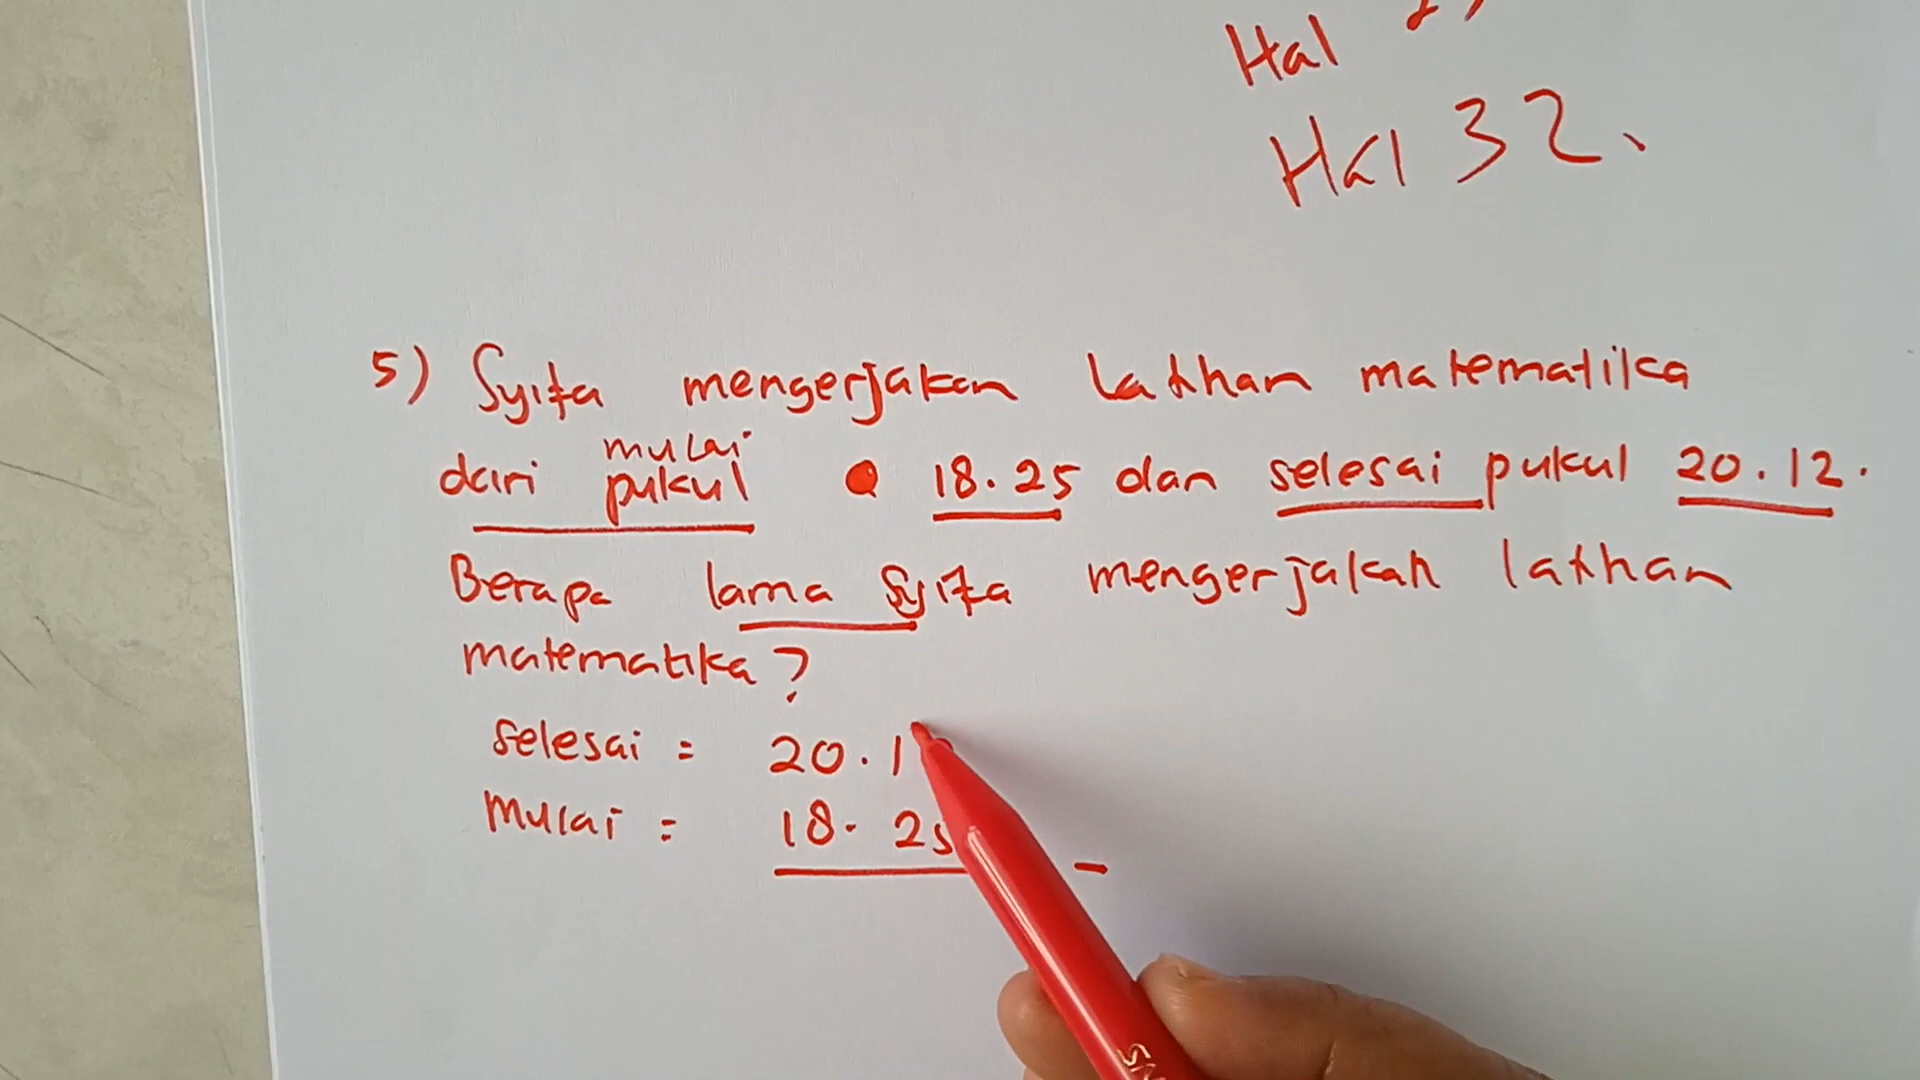 Hal
Hal 32.
5) Syifa mengerjakan latihan matematika
mulai
dari pukul 18.25 dan selesai pukul 20.12.
Berapa lama Syifa mengerjakan latihan
matematika?
selesai = 20.1
Mulai = 18. 25
-